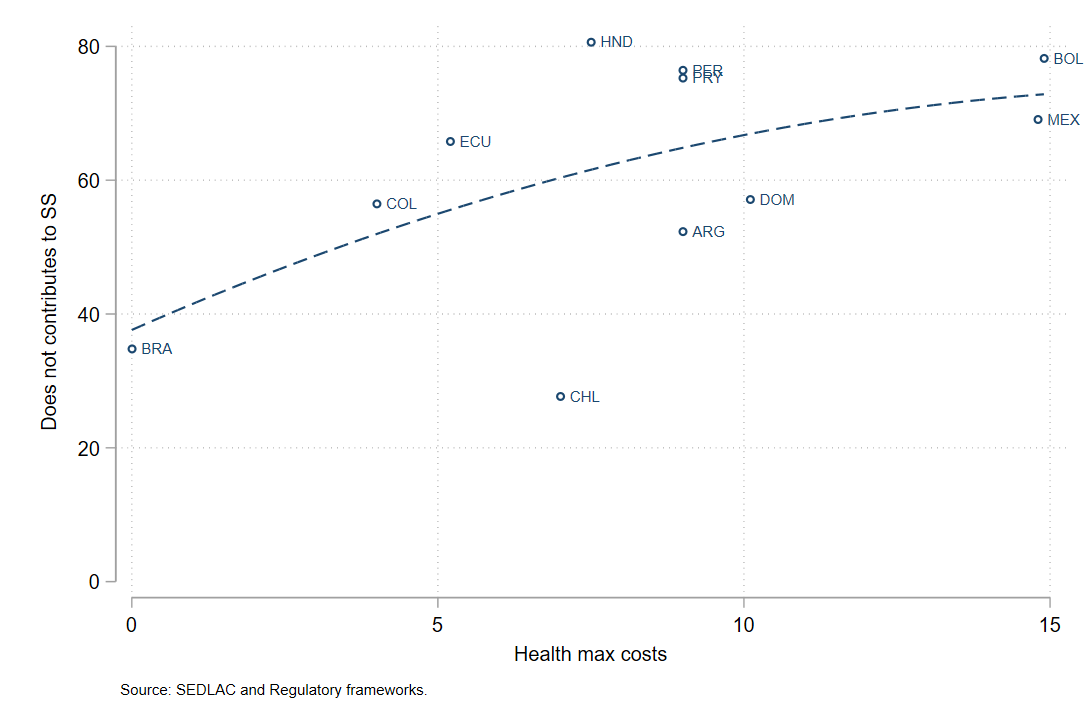 80
60
40
20
0
Does not contributes to SS
HND
PER
PRY
BOL
MEX
ECU
COL
DOM
ARG
BRA
CHL
0 5 10 15
Health max costs
Source: SEDLAC and Regulatory frameworks.